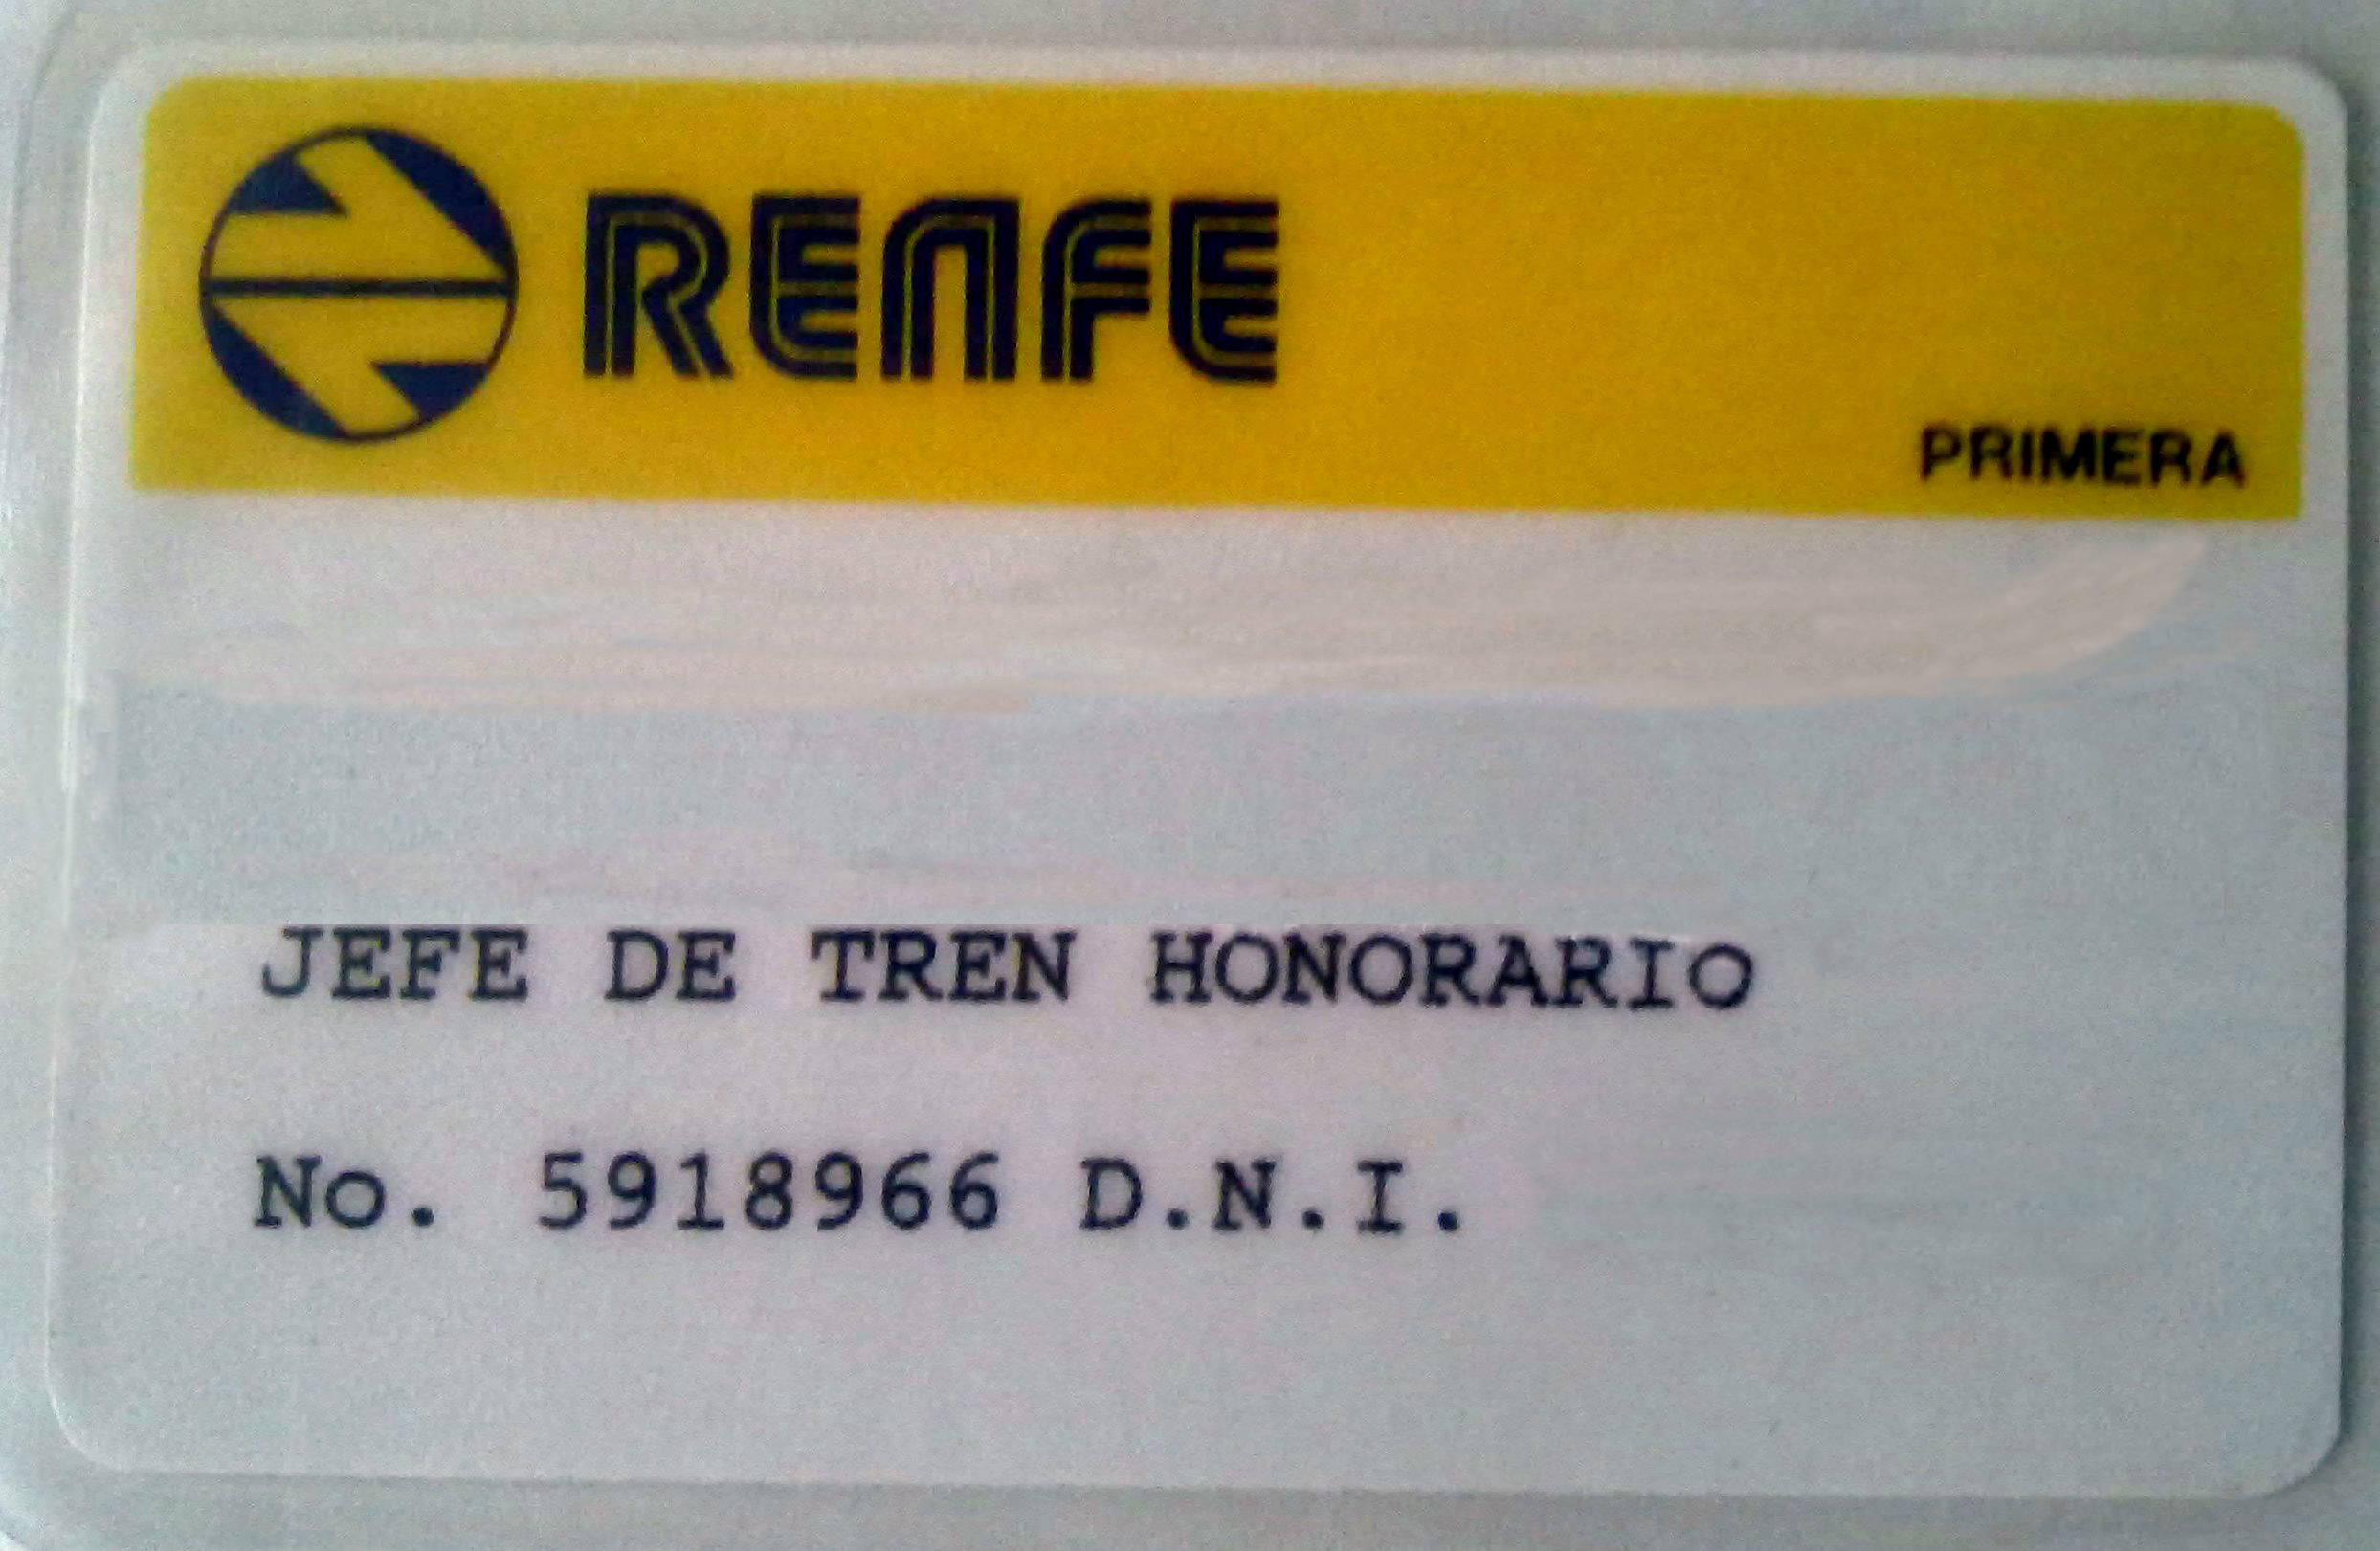 RENFE
PRIMERA
JEFE DE TREN HONORARIO
No. 5918966 D.N.I.